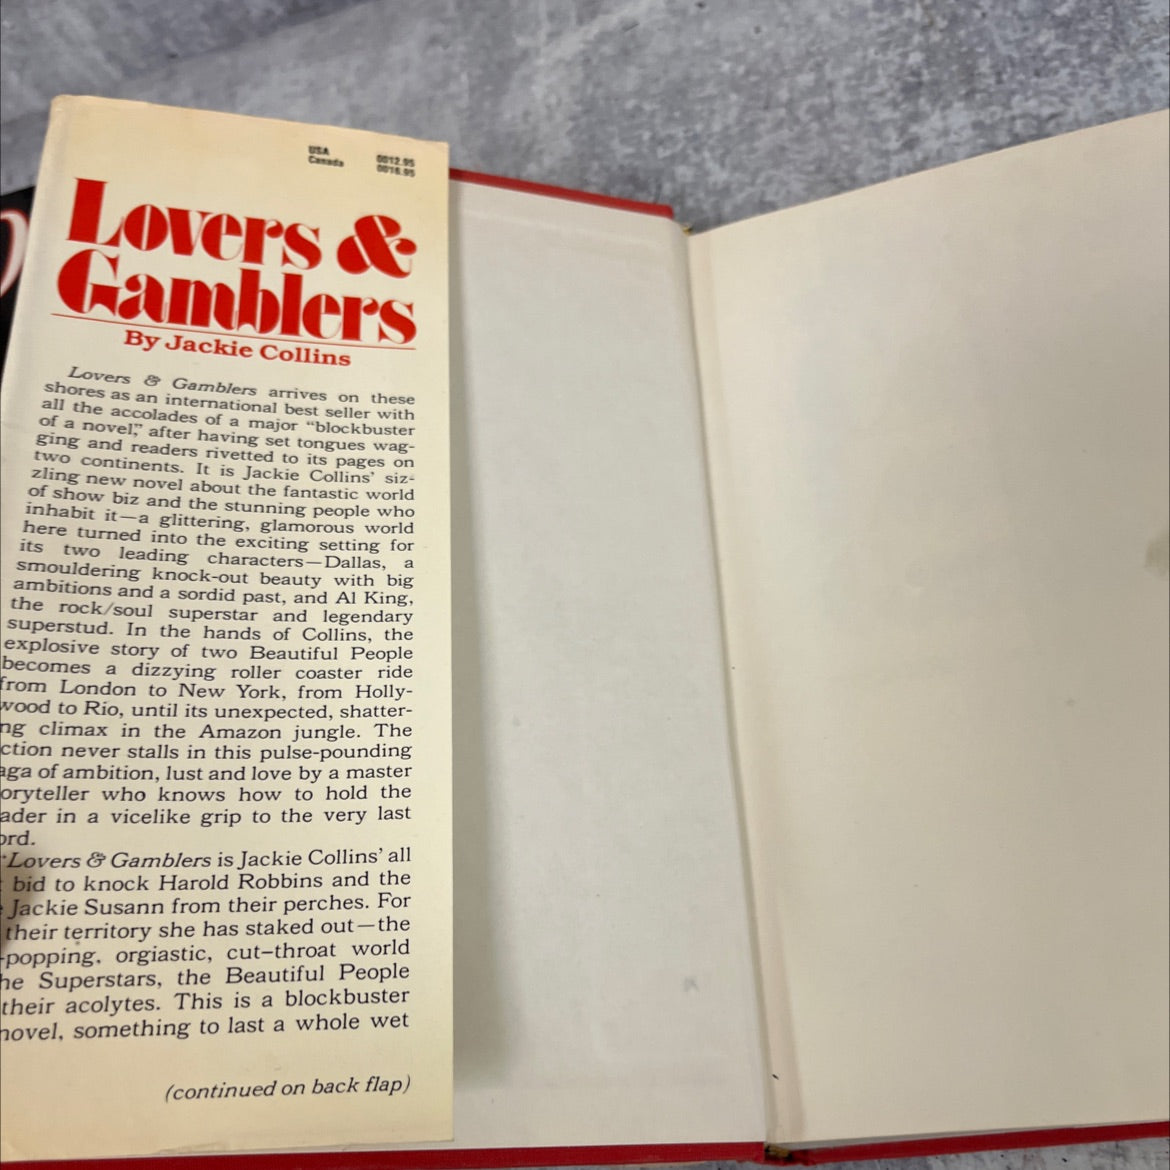 USA 0012.95
Canada 0016.95
Lovers &
Gamblers
By Jackie Collins
Lovers & Gamblers arrives on these
shores as an international best seller with
all the accolades of a major “blockbuster
of a novel,” after having set tongues wag-
ging and readers rivetted to its pages on
two continents. It is Jackie Collins’ siz-
zling new novel about the fantastic world
of show biz and the stunning people who
inhabit it—a glittering, glamorous world
here turned into the exciting setting for
its two leading characters—Dallas, a
smouldering knock-out beauty with big
ambitions and a sordid past, and Al King,
the rock/soul superstar and legendary
superstud. In the hands of Collins, the
explosive story of two Beautiful People
becomes a dizzying roller coaster ride
from London to New York, from Holly-
wood to Rio, until its unexpected, shatter-
ng climax in the Amazon jungle. The
ction never stalls in this pulse-pounding
aga of ambition, lust and love by a master
oryteller who knows how to hold the
ader in a vicelike grip to the very last
ord.
“Lovers & Gamblers is Jackie Collins’ all
bid to knock Harold Robbins and the
Jackie Susann from their perches. For
their territory she has staked out—the
-popping, orgiastic, cut-throat world
he Superstars, the Beautiful People
their acolytes. This is a blockbuster
novel, something to last a whole wet
(continued on back flap)